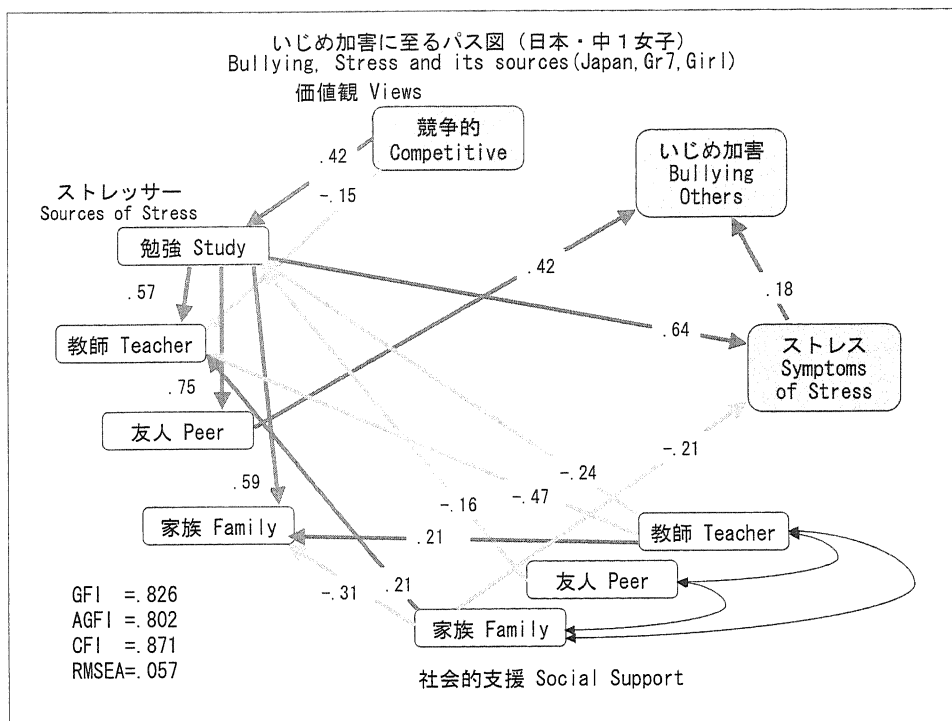 いじめ加害に至るパス図（日本・中１女子）
Bullying, Stress and its sources(Japan,Gr7,Girl)
価値観 Views
競争的
Competitive
いじめ加害
Bullying
Others
.42
-.15
ストレッサー
Sources of Stress
勉強 Study
.42
.57
.18
.64
教師 Teacher
ストレス
Symptoms
of Stress
.75
友人 Peer
-.21
-.24
.59
-.47
-.16
家族 Family
.21
教師 Teacher
友人 Peer
-.31
.21
家族 Family
GFI =.826
AGFI =.802
CFI =.871
RMSEA=.057
社会的支援 Social Support